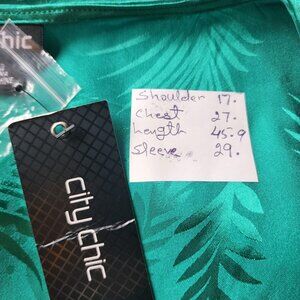 chic
Shoulder 17.
Chest 27.
Length 45.9
Sleeve 29.
city chic